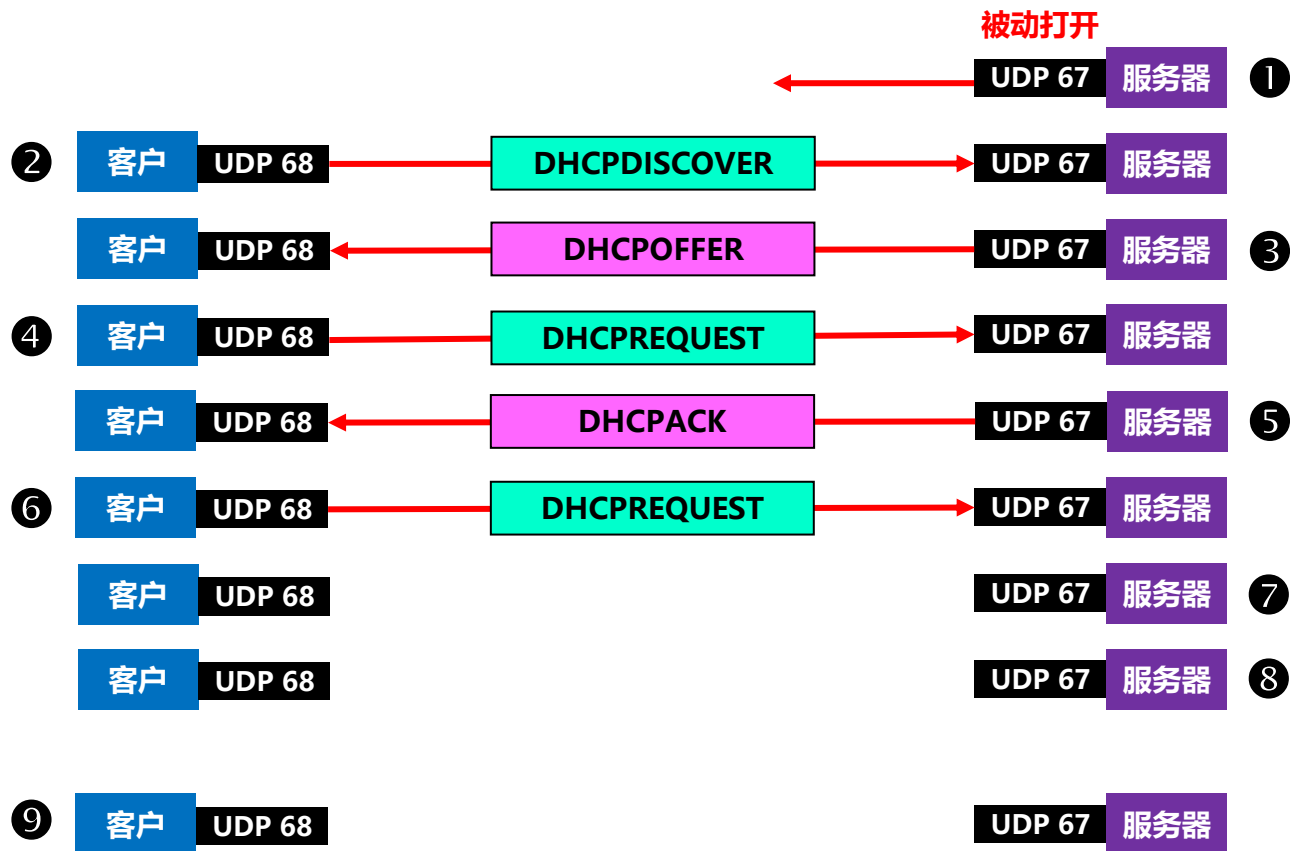 被动打开
UDP 67 服务器 ❶
❷ 客户 UDP 68 DHCPDISCOVER UDP 67 服务器
客户 UDP 68 DHCPOFFER UDP 67 服务器 ❸
❹ 客户 UDP 68 DHCPREQUEST UDP 67 服务器
客户 UDP 68 DHCPACK UDP 67 服务器 ❺
❻ 客户 UDP 68 DHCPREQUEST UDP 67 服务器
客户 UDP 68 UDP 67 服务器 ❼
客户 UDP 68 UDP 67 服务器 ❽
❾ 客户 UDP 68 UDP 67 服务器